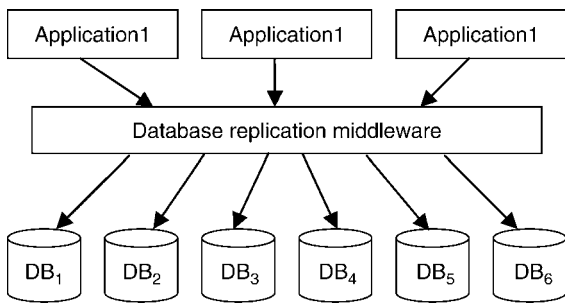 Application1
Application1
Application1
Database replication middleware
DB₁
DB₂
DB₃
DB₄
DB₅
DB₆